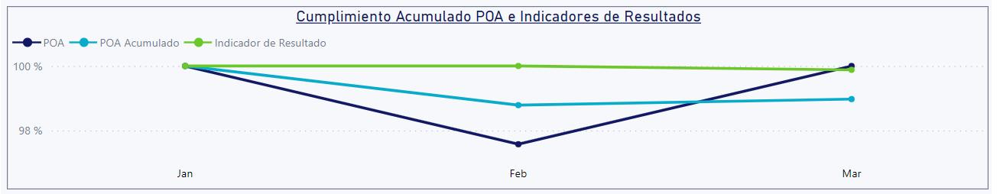 Cumplimiento Acumulado POA e Indicadores de Resultados
POA POA Acumulado Indicador de Resultado
100 %
98 %
Jan Feb Mar